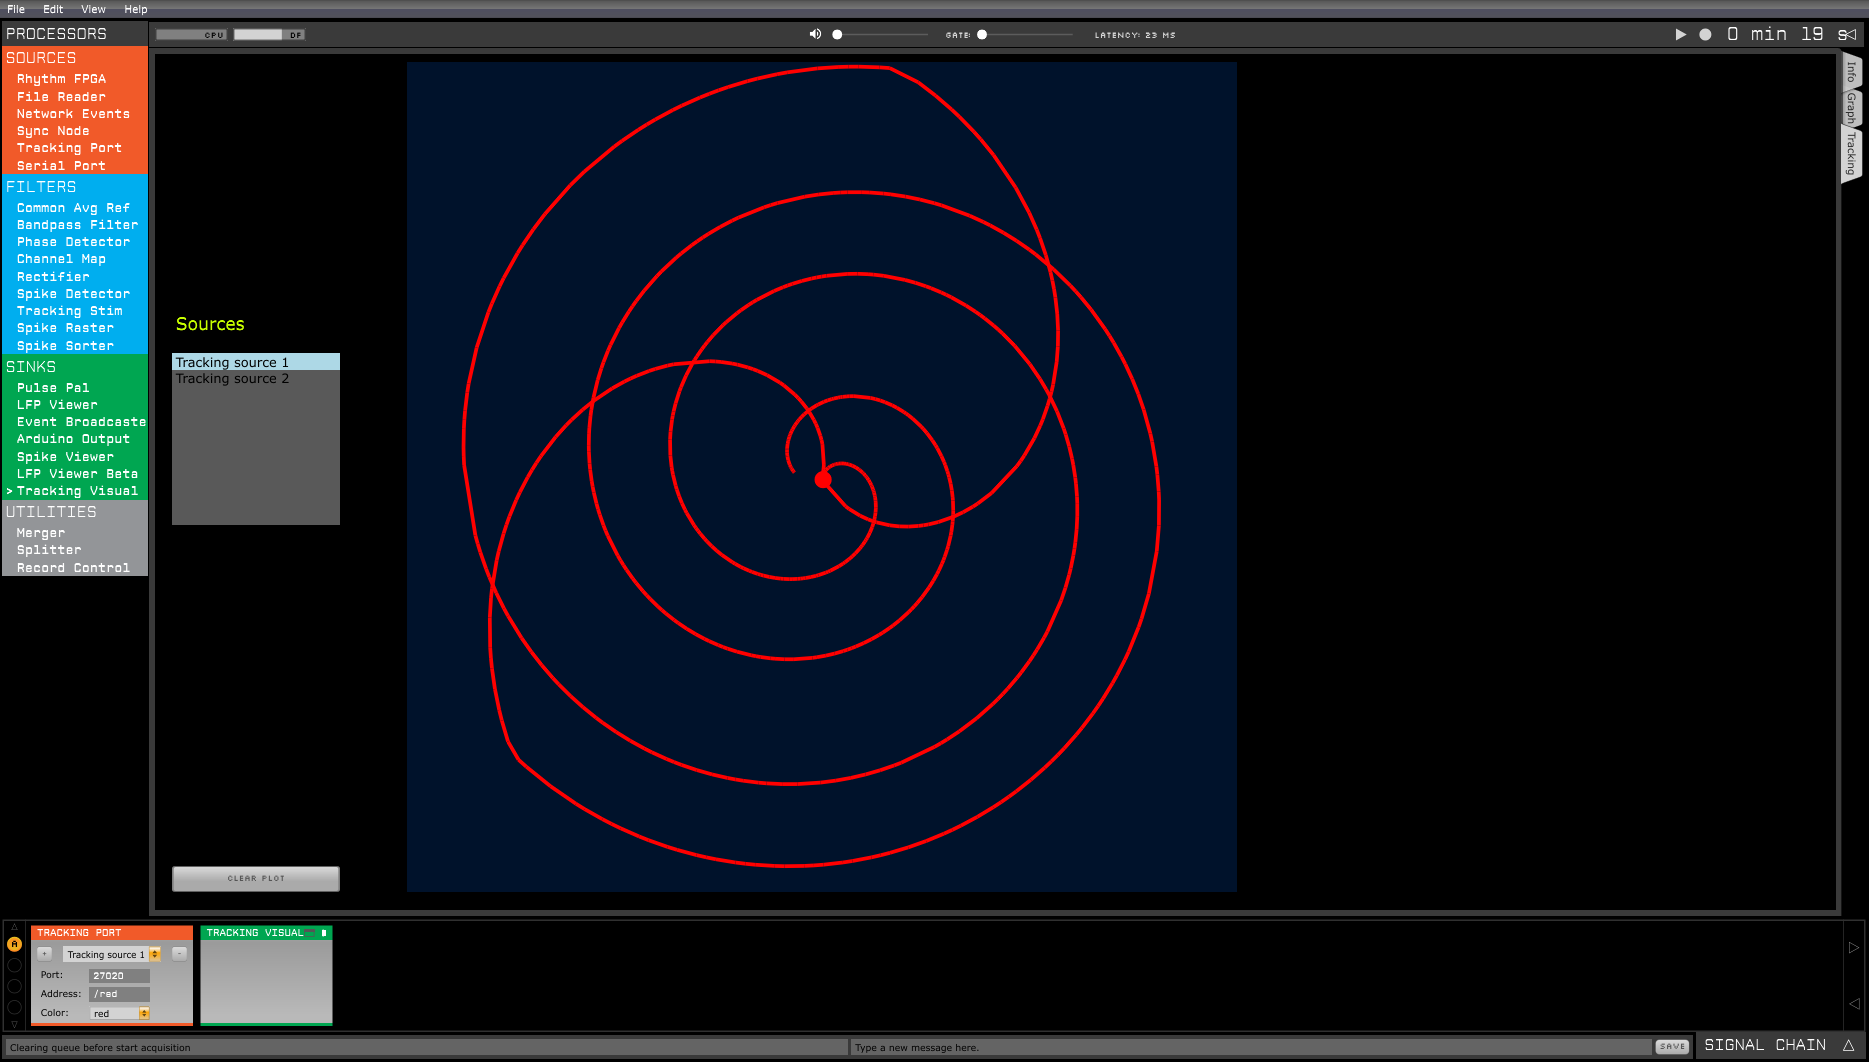 File Edit View Help
PROCESSORS
CPU DF
GATE:
LATENCY: 23 MS
0 min 19 s
SOURCES
Rhythm FPGA
File Reader
Network Events
Sync Node
Tracking Port
Serial Port
FILTERS
Common Avg Ref
Bandpass Filter
Phase Detector
Channel Map
Rectifier
Spike Detector
Tracking Stim
Spike Raster
Spike Sorter
SINKS
Pulse Pal
LFP Viewer
Event Broadcaste
Arduino Output
Spike Viewer
LFP Viewer Beta
>Tracking Visual
UTILITIES
Merger
Splitter
Record Control
Sources
Tracking source 1
Tracking source 2
CLEAR PLOT
Info
Graph
Tracking
A
TRACKING PORT
+ Tracking source 1 -
Port: 27020
Address: /red
Color: red
TRACKING VISUAL
Clearing queue before start acquisition
Type a new message here.
SAVE
SIGNAL CHAIN